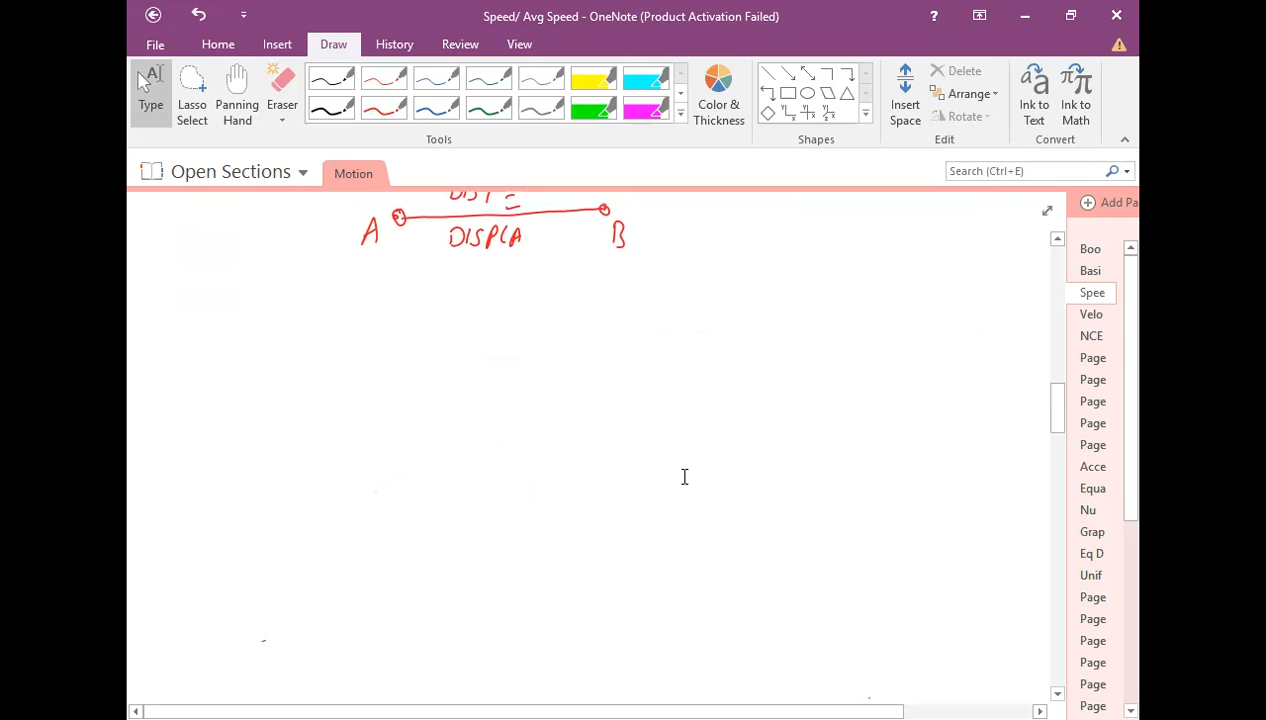 Speed/ Avg Speed - OneNote (Product Activation Failed)
?
File Home Insert Draw History Review View
Type
Lasso Select
Panning Hand
Eraser
Color & Thickness
Insert Space
Delete
Arrange
Rotate
Ink to Text
Ink to Math
Tools
Shapes
Edit
Convert
Open Sections
Motion
Search (Ctrl+E)
Add Pa
A
DISPLA
B
Boo
Basi
Spee
Velo
NCE
Page
Page
Page
Page
Page
Acce
Equa
Nu
Grap
Eq D
Unif
Page
Page
Page
Page
Page
Page